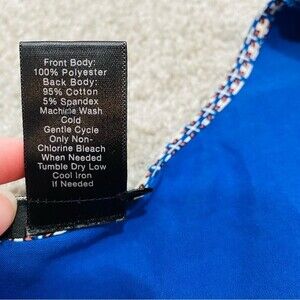 Front Body:
100% Polyester
Back Body:
95% Cotton
5% Spandex
Machine Wash
Cold
Gentle Cycle
Only Non-
Chlorine Bleach
When Needed
Tumble Dry Low
Cool Iron
If Needed